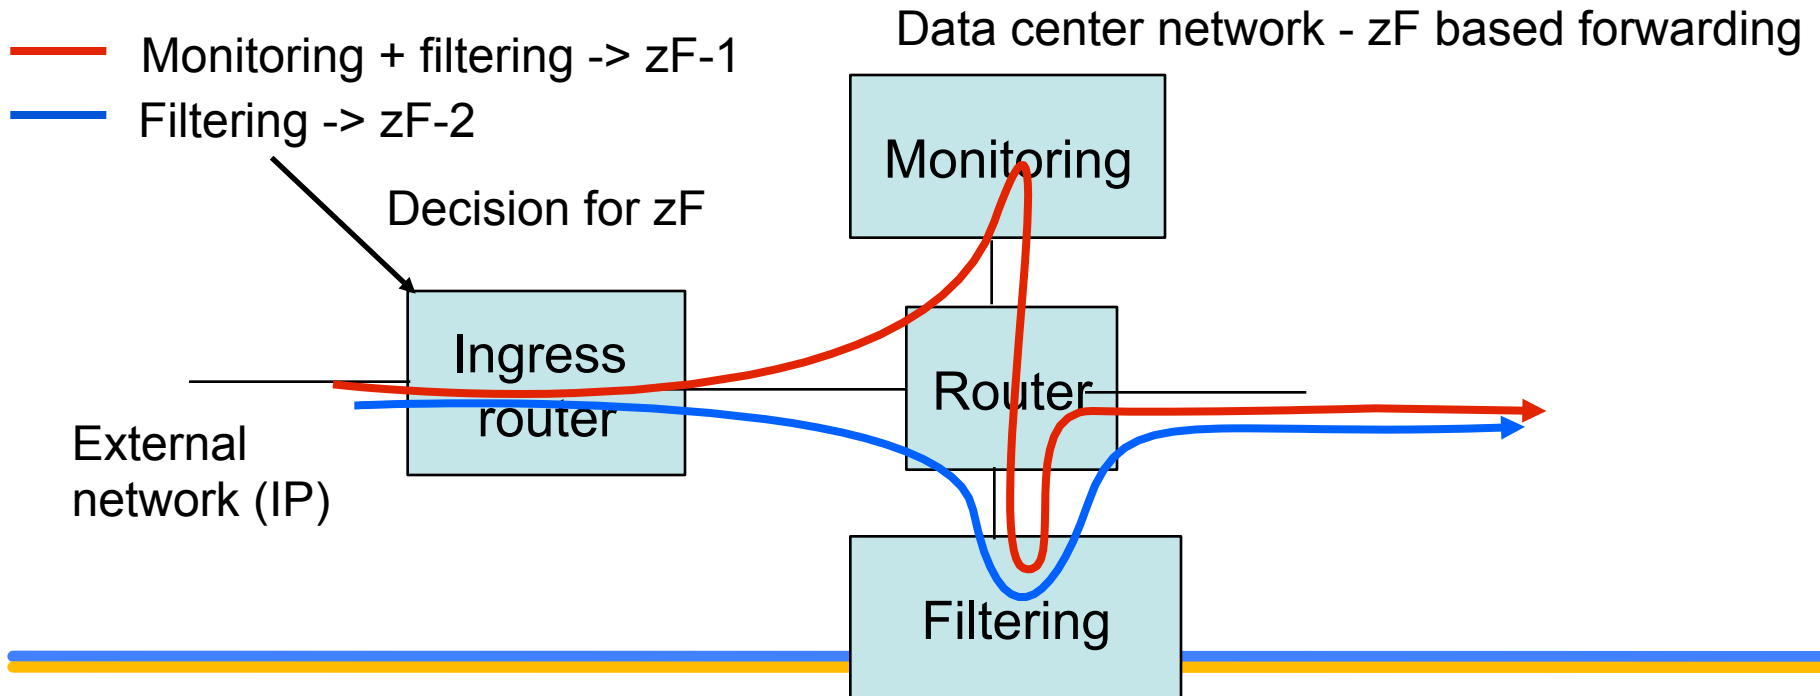 Data center network - zF based forwarding
Monitoring + filtering -> zF-1
Filtering -> zF-2
Monitoring
Decision for zF
Ingress
router
Router
External
network (IP)
Filtering